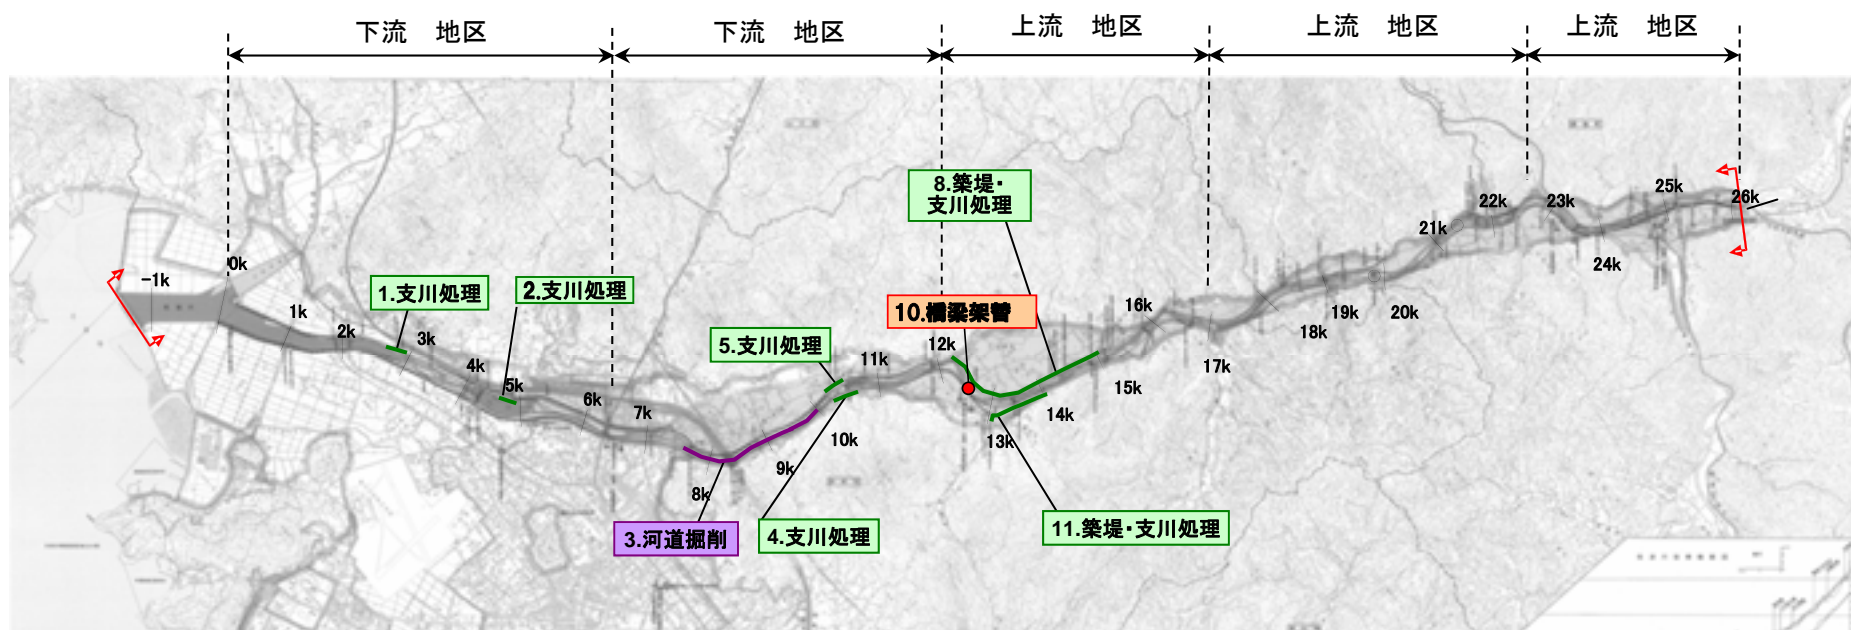 下流　地区
下流　地区
上流　地区
上流　地区
上流　地区
8.築堤・
支川処理
1.支川処理
2.支川処理
10.橋梁架替
5.支川処理
3.河道掘削
4.支川処理
11.築堤・支川処理
-1k
0k
1k
2k
3k
4k
5k
6k
7k
8k
9k
10k
11k
12k
13k
14k
15k
16k
17k
18k
19k
20k
21k
22k
23k
24k
25k
26k